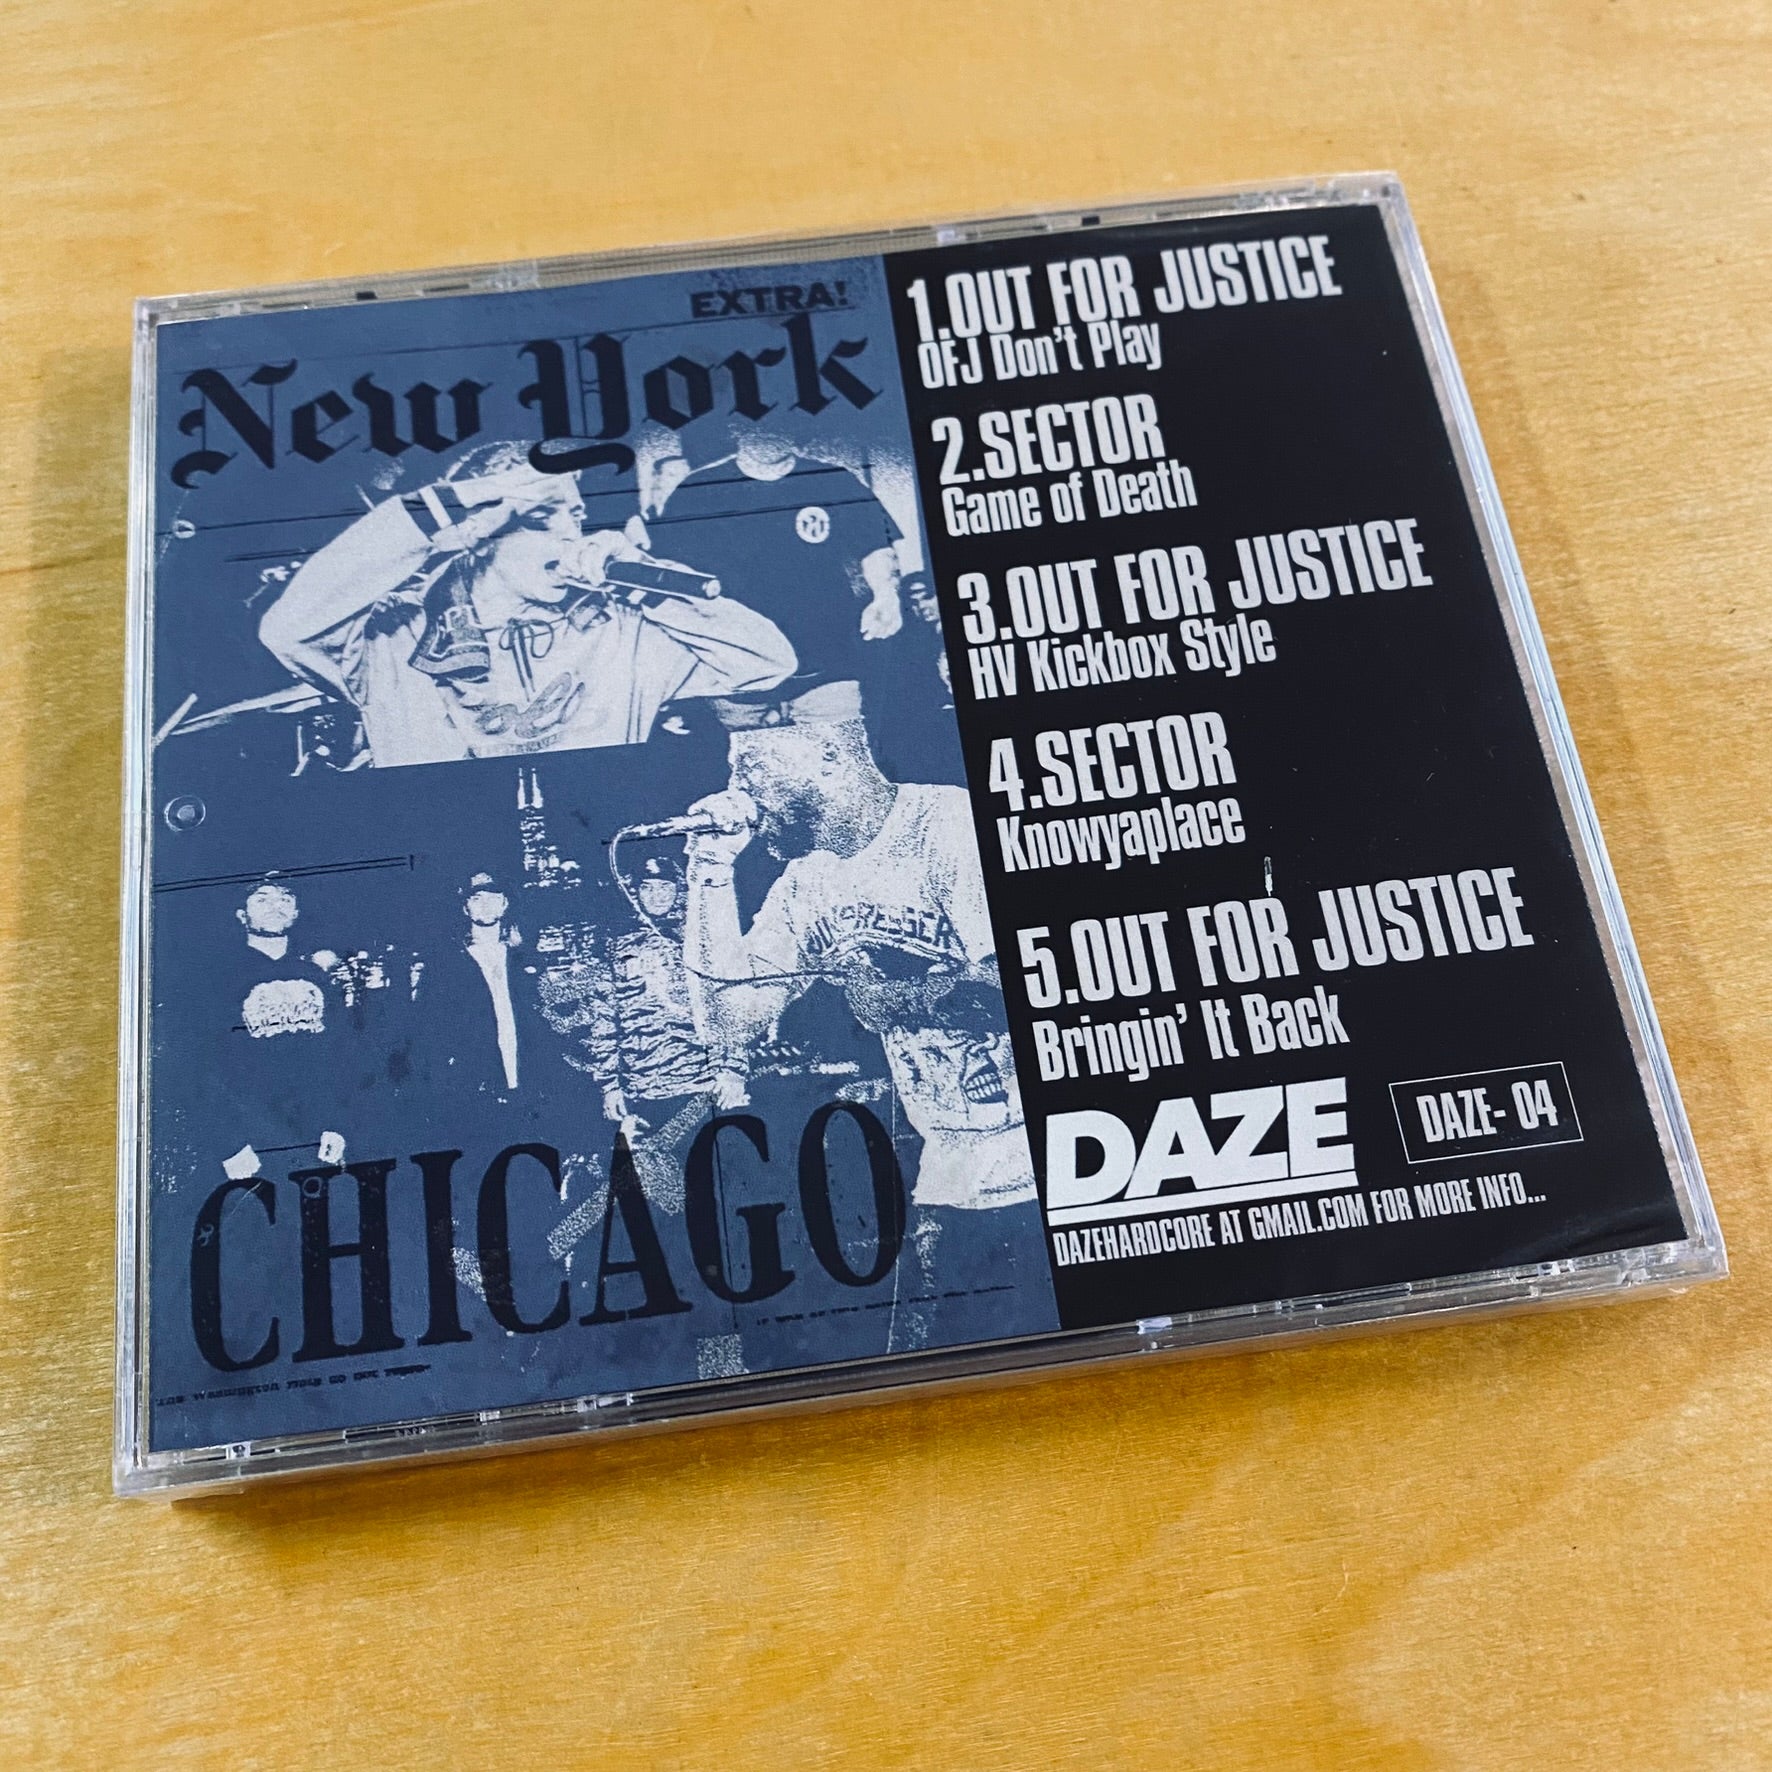 EXTRA!
New York
CHICAGO
1.OUT FOR JUSTICE
OFJ Don't Play
2.SECTOR
Game of Death
3.OUT FOR JUSTICE
HV Kickbox Style
4.SECTOR
Knowyaplace
5.OUT FOR JUSTICE
Bringin' It Back
DAZE
DAZE- 04
DAZEHARDCORE AT GMAIL.COM FOR MORE INFO...